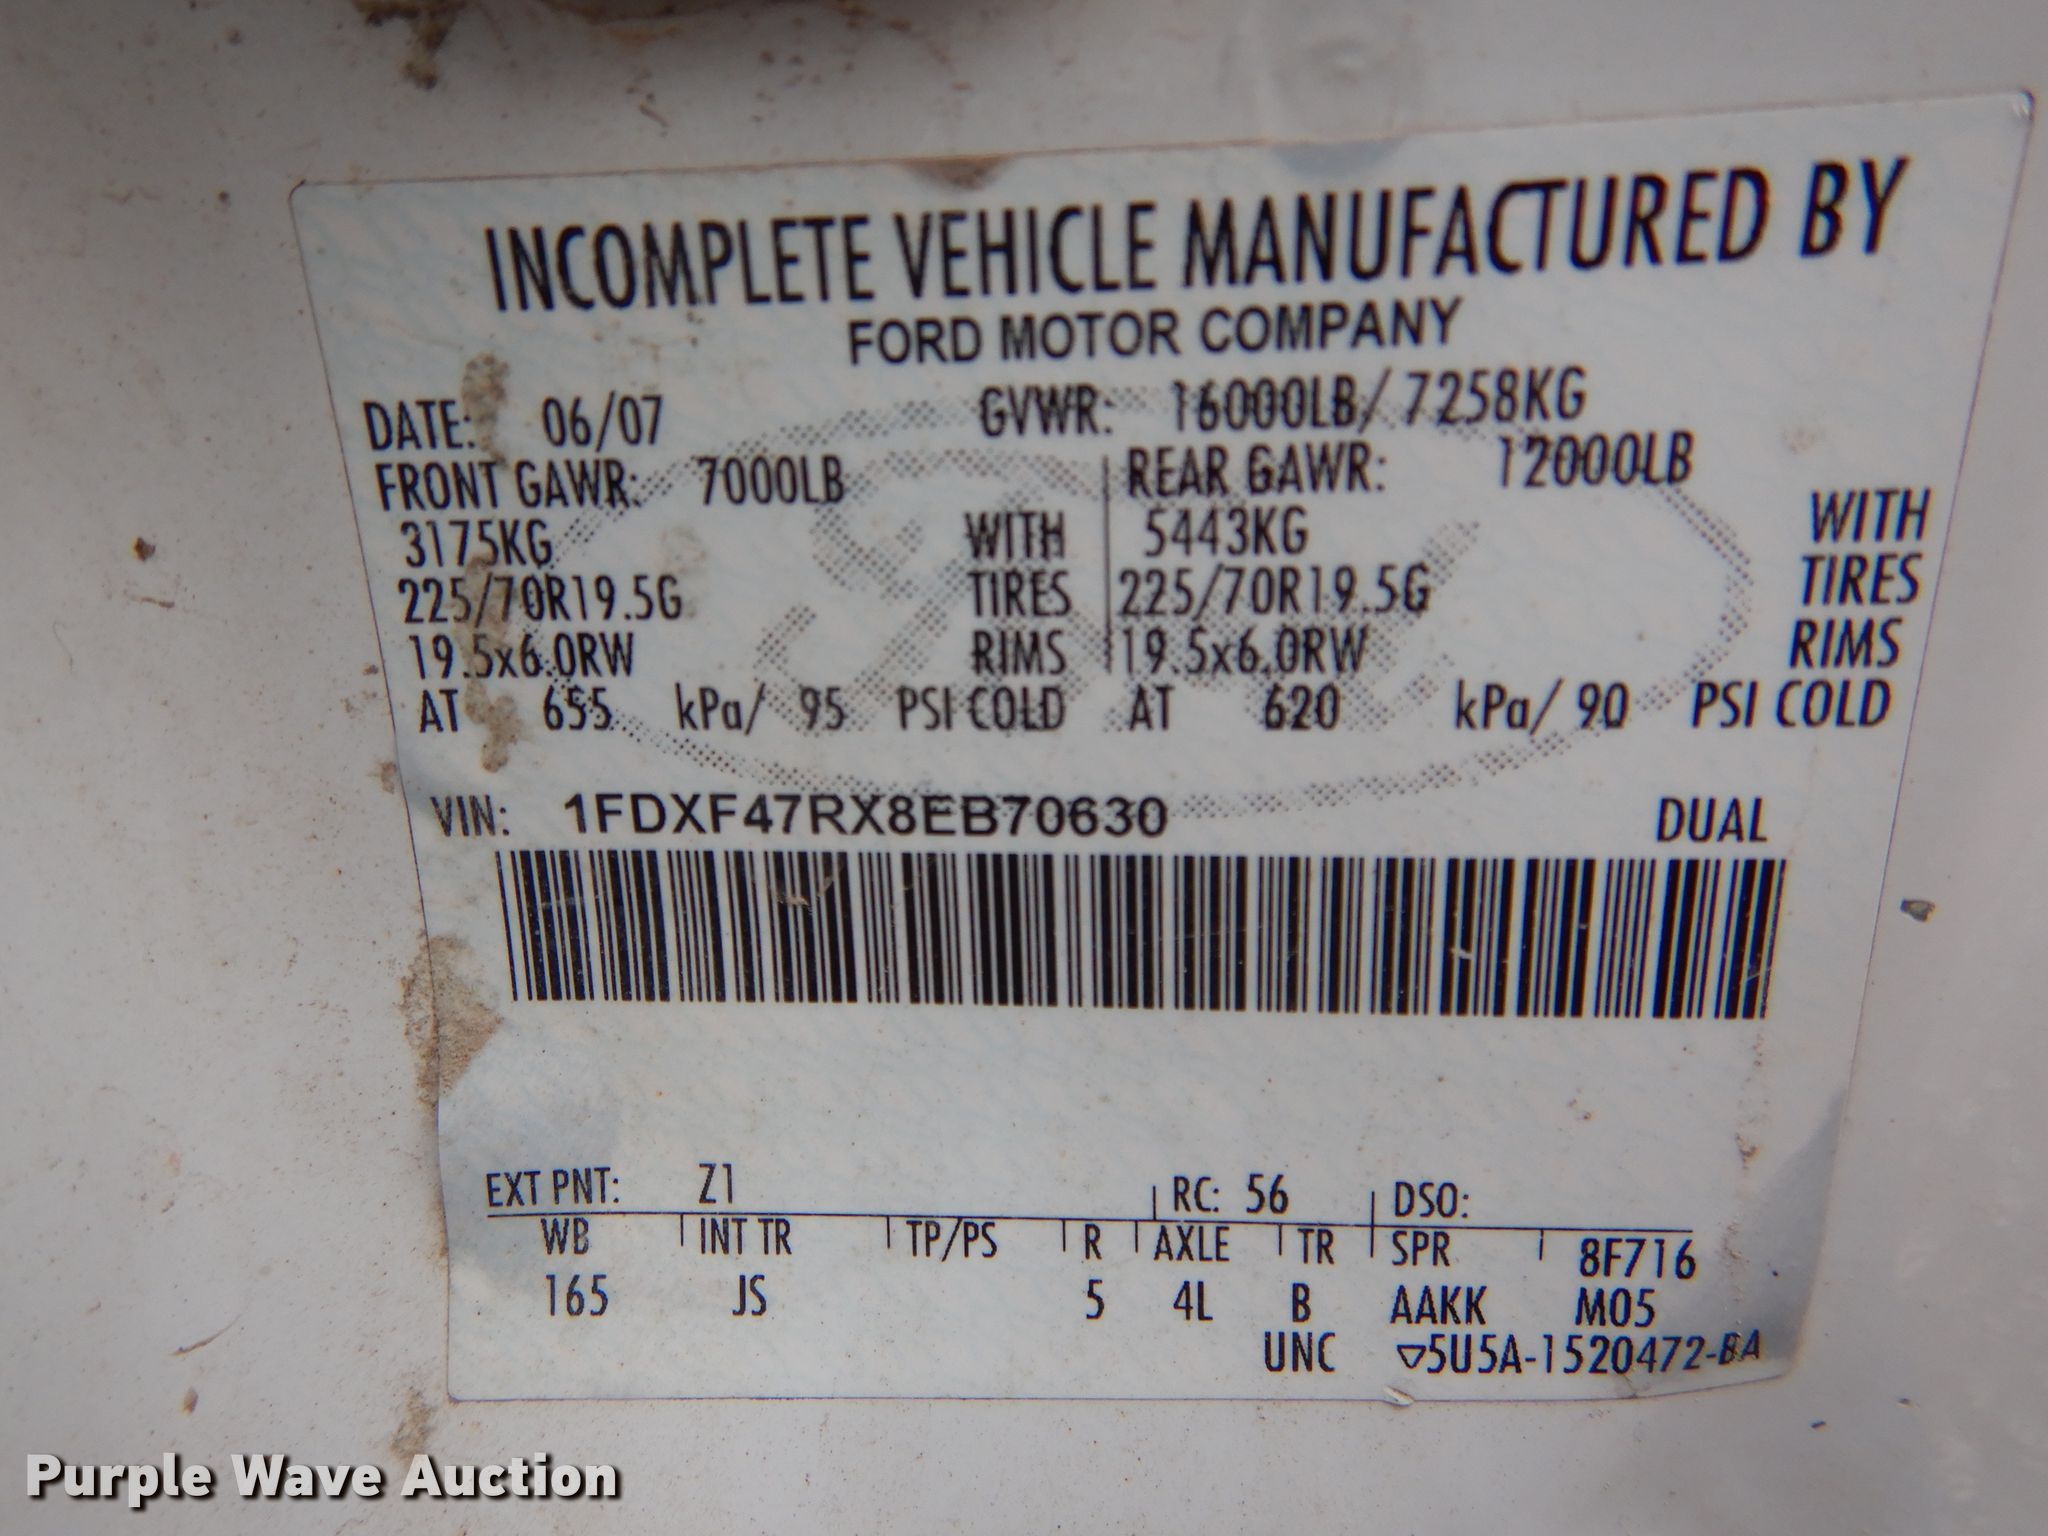 INCOMPLETE VEHICLE MANUFACTURED BY
FORD MOTOR COMPANY
DATE: 06/07 GVWR: 16000LB/ 7258KG
FRONT GAWR: 7000LB REAR GAWR: 12000LB
3175KG WITH 5443KG WITH
225/70R19.5G TIRES 225/70R19.5G TIRES
19.5x6.0RW RIMS 19.5x6.0RW RIMS
AT 655 kPa/ 95 PSI COLD AT 620 kPa/ 90 PSI COLD
VIN: 1FDXF47RX8EB70630 DUAL
EXT PNT: Z1 RC: 56 DSO:
WB INT TR TP/PS R AXLE TR SPR 8F716
165 JS 5 4L B AAKK M05
UNC ▽5U5A-1520472-BA
Purple Wave Auction